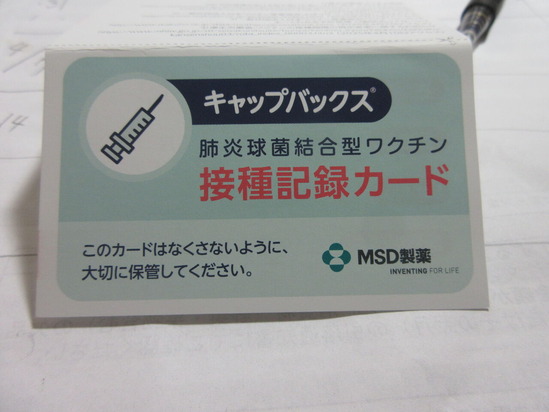 キャップバックス®
肺炎球菌結合型ワクチン
接種記録カード
このカードはなくさないように、
大切に保管してください。
MSD製薬
INVENTING FOR LIFE